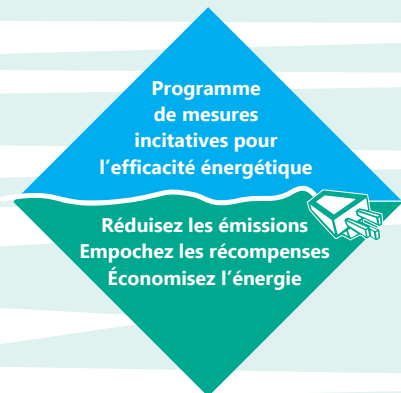 Programme
de mesures
incitatives pour
l’efficacité énergétique
Réduisez les émissions
Empochez les récompenses
Économisez l’énergie